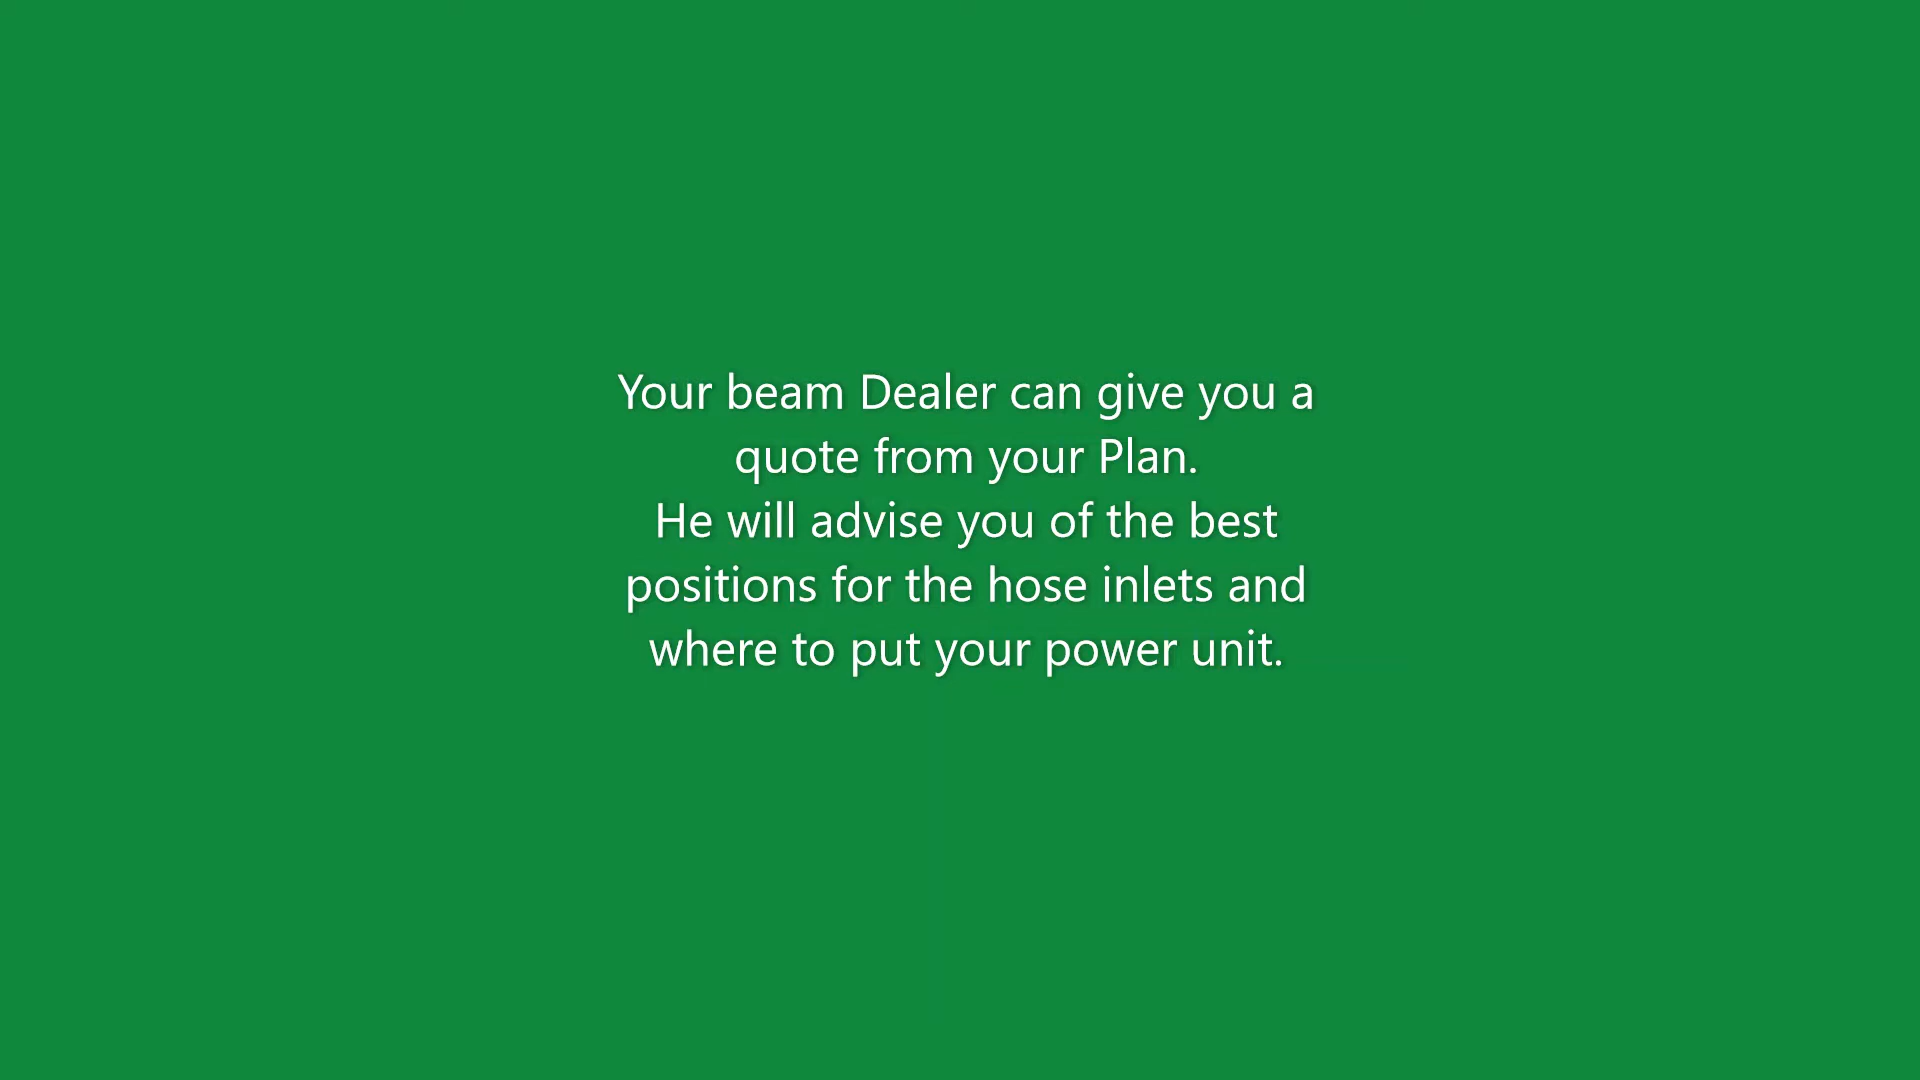 Your beam Dealer can give you a
quote from your Plan.
He will advise you of the best
positions for the hose inlets and
where to put your power unit.